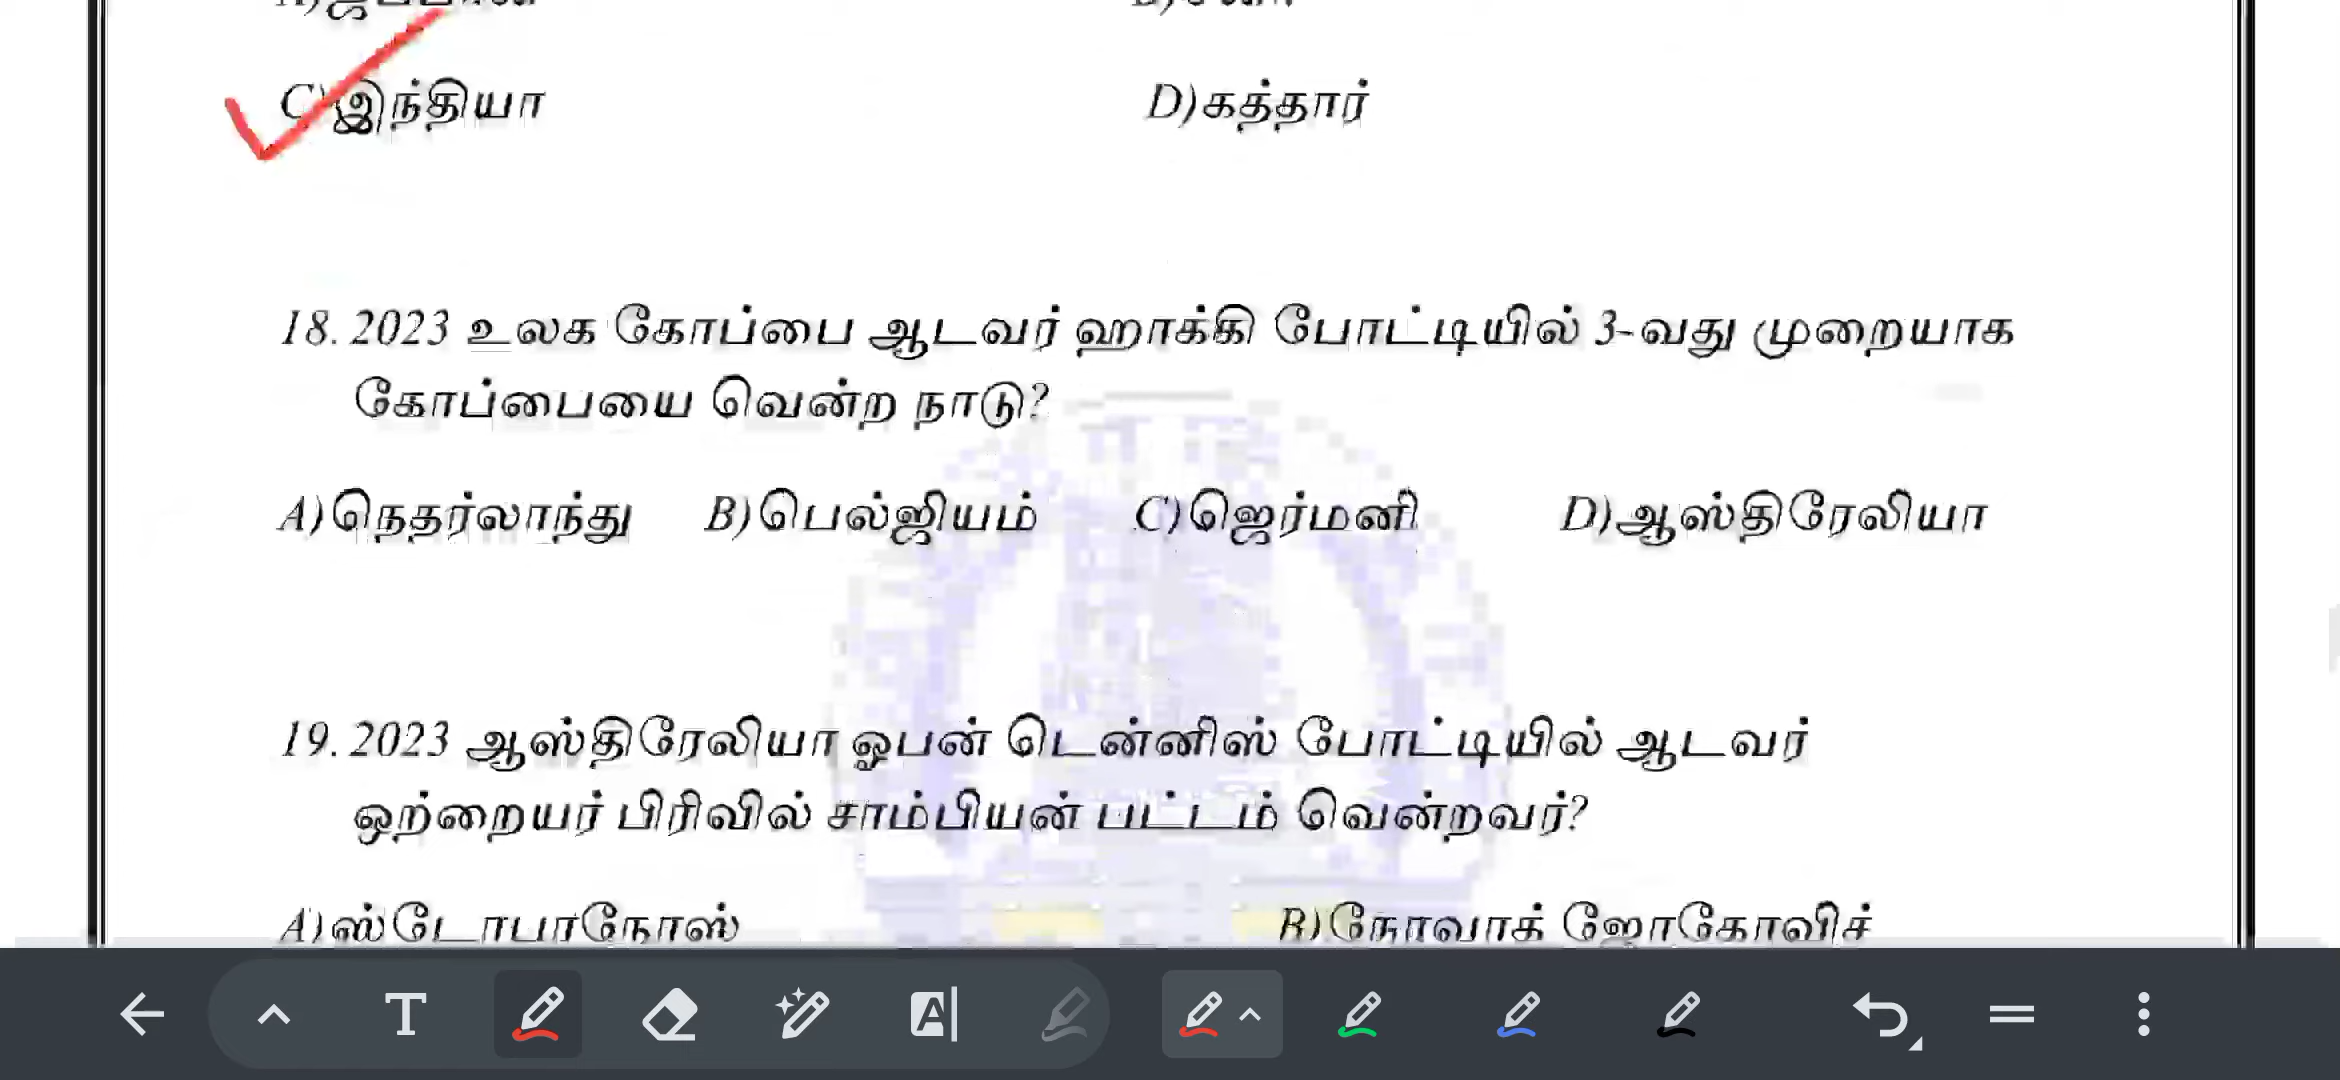 C)இந்தியா D)கத்தார்
18. 2023 உலக கோப்பை ஆடவர் ஹாக்கி போட்டியில் 3-வது முறையாக
கோப்பையை வென்ற நாடு?
A)நெதர்லாந்து B)பெல்ஜியம் C)ஜெர்மனி D)ஆஸ்திரேலியா
19. 2023 ஆஸ்திரேலியா ஓபன் டென்னிஸ் போட்டியில் ஆடவர்
ஒற்றையர் பிரிவில் சாம்பியன் பட்டம் வென்றவர்?
A)ஸ்டோபாநோஸ் B)நோவாக் ஜோகோவிச்
T A